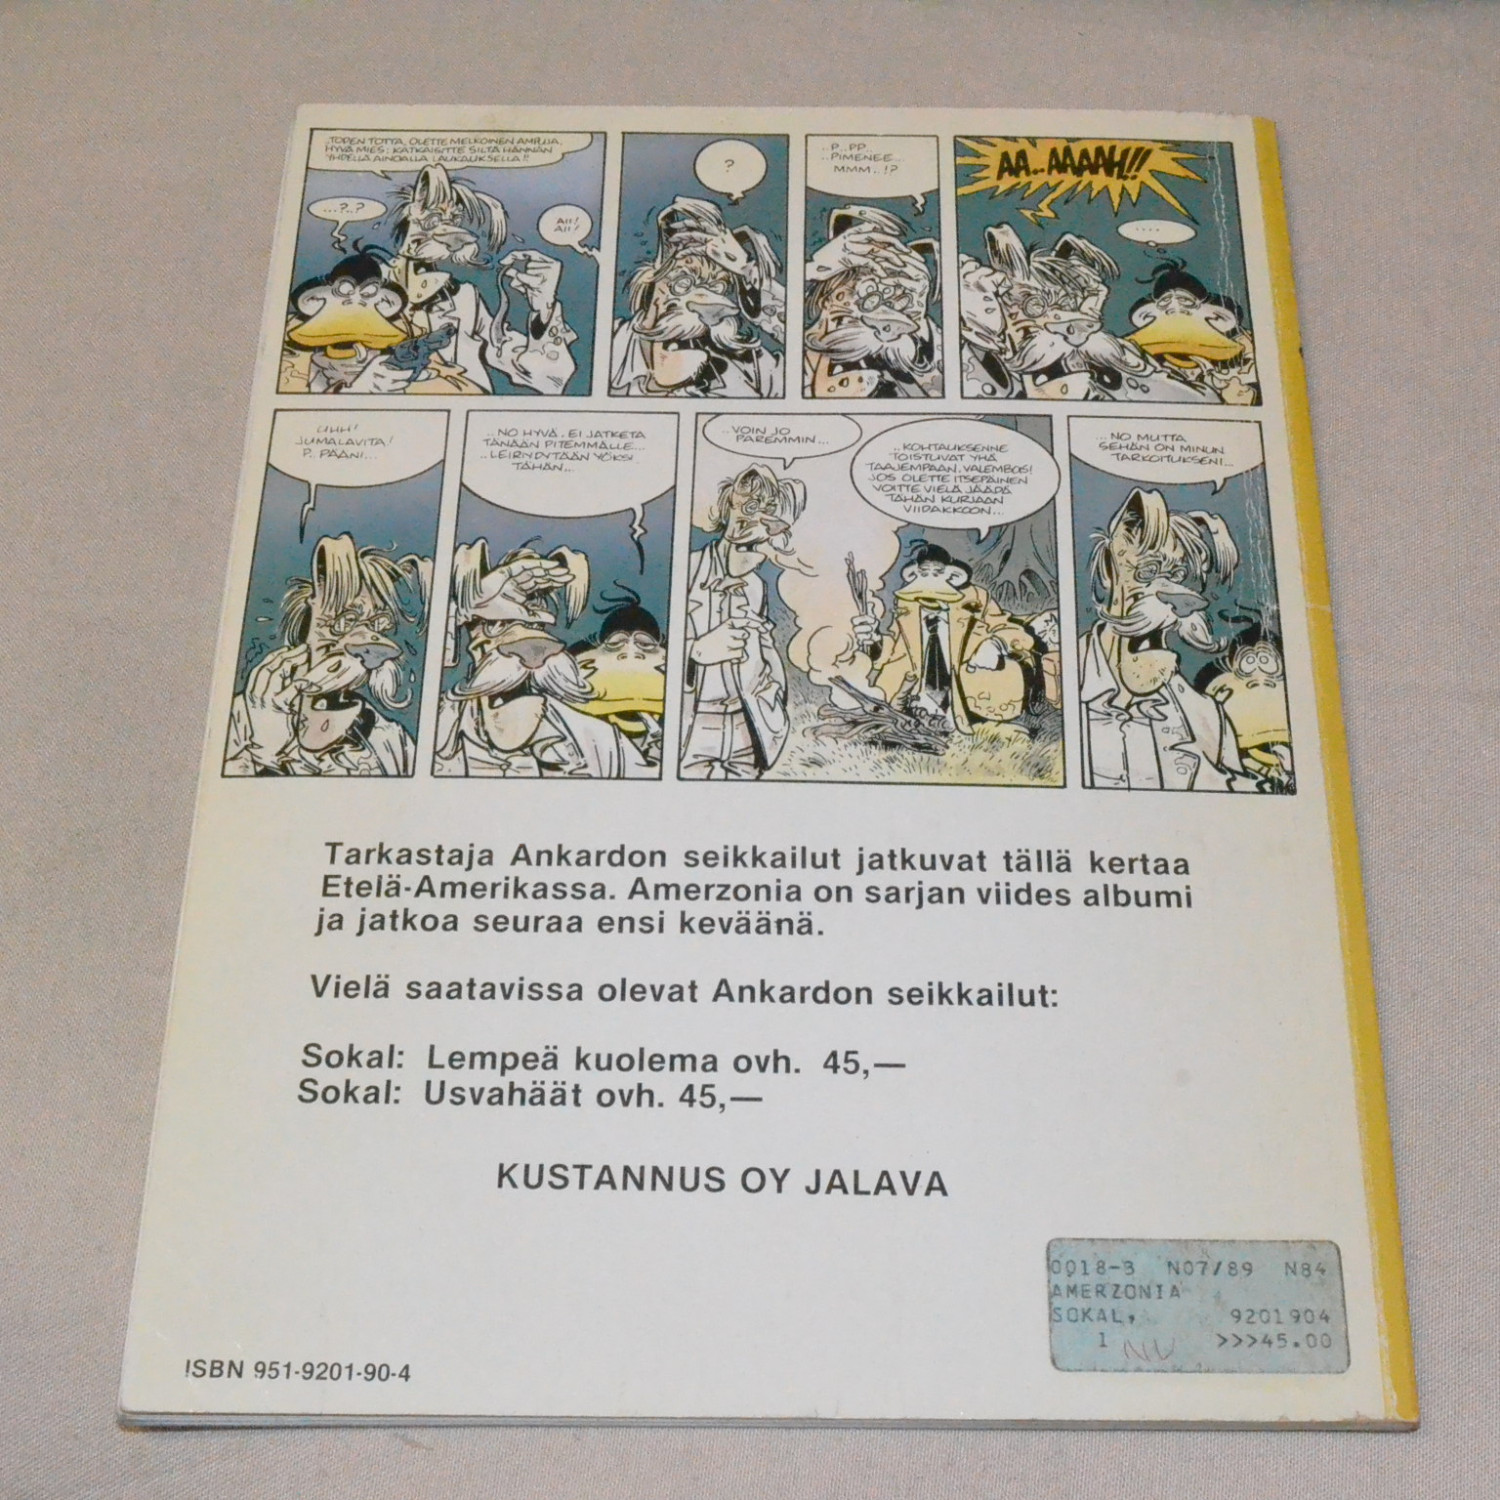 ..TODEN TOTTA, OLETTE MELKOINEN AMPUJA,
HYVÄ MIES: KATKAISITTE SILTÄ HÄNNÄN
YHDELLÄ AINOALLA LAUKAUKSELLA!!
...?..?
AII!
AII!
?
..P..PP..
..PIMENEE...
MMM..!?
AA..AAAAH!!
....
UHH!
JUMALAVITA!
P..PÄÄNI...
..NO HYVÄ. EI JATKETA
TÄNÄÄN PITEMMÄLLE...
..LEIRIYDYTÄÄN YÖKSI
TÄHÄN...
..VOIN JO
PAREMMIN...
..KOHTAUKSENNE
TOISTUVAT YHÄ
TAAJEMPAAN, VALEMBOIS!
JOS OLETTE ITSEPÄINEN
VOITTE VIELÄ JÄÄDÄ
TÄHÄN KURJAAN
VIIDAKKOON...
...NO MUTTA
SEHÄN ON MINUN
TARKOITUKSENI...
Tarkastaja Ankardon seikkailut jatkuvat tällä kertaa
Etelä-Amerikassa. Amerzonia on sarjan viides albumi
ja jatkoa seuraa ensi keväänä.
Vielä saatavissa olevat Ankardon seikkailut:
Sokal: Lempeä kuolema ovh. 45,—
Sokal: Usvahäät ovh. 45,—
KUSTANNUS OY JALAVA
0018-3 N07/89 N84
AMERZONIA
SOKAL, 9201904
1 >>>45.00
ISBN 951-9201-90-4